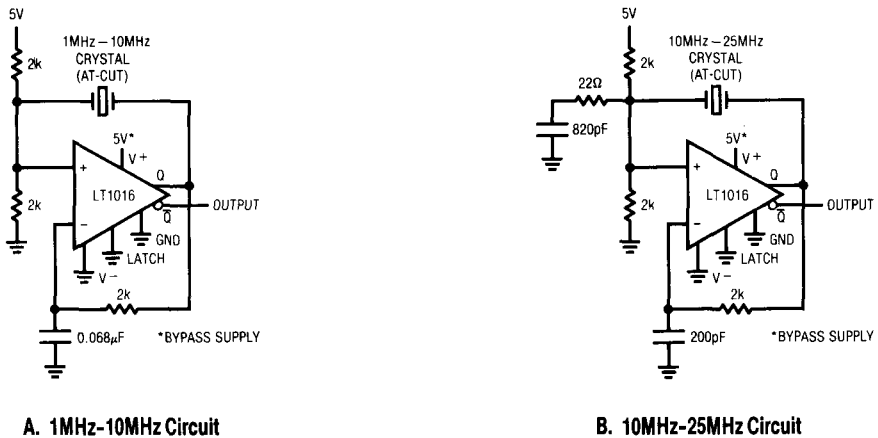 5V
1MHz–10MHz
CRYSTAL
(AT-CUT)
2k
5V*
V+
+
Q
LT1016
OUTPUT
2k
–
Q̅
GND
LATCH
V–
2k
0.068µF
*BYPASS SUPPLY
A. 1MHz-10MHz Circuit
5V
10MHz–25MHz
CRYSTAL
(AT-CUT)
2k
22Ω
820pF
5V*
V+
+
Q
LT1016
OUTPUT
2k
–
Q̅
GND
LATCH
V–
2k
200pF
*BYPASS SUPPLY
B. 10MHz-25MHz Circuit